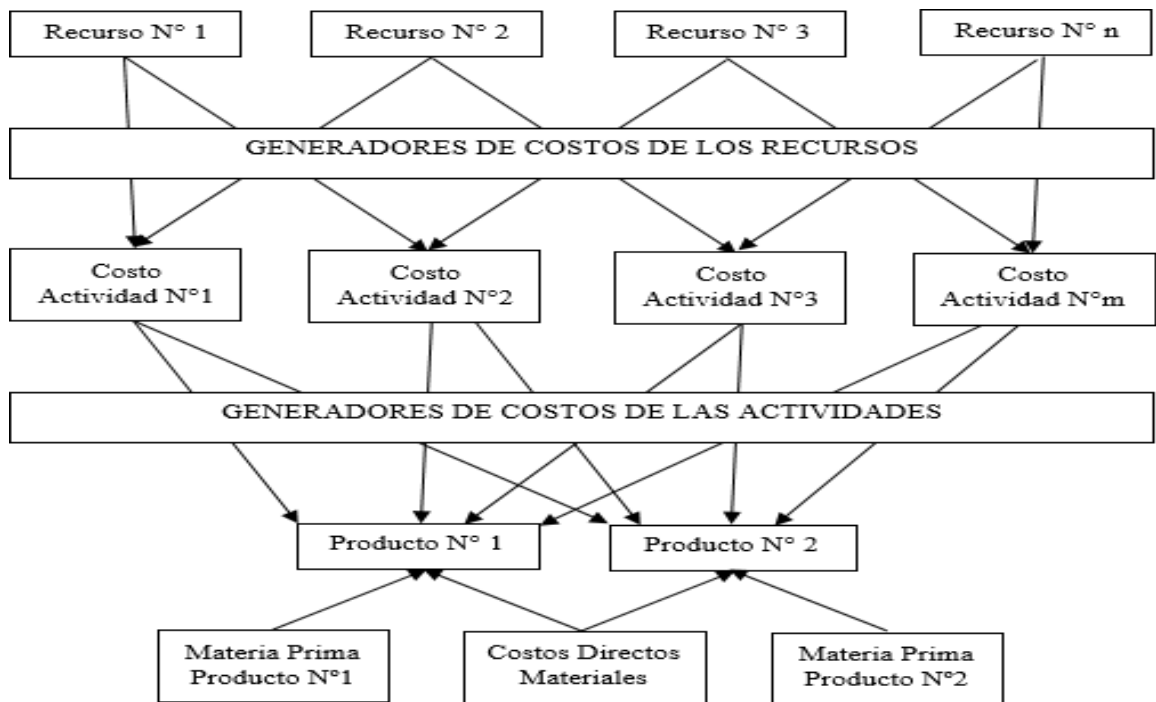 Recurso N° 1
Recurso N° 2
Recurso N° 3
Recurso N° n
GENERADORES DE COSTOS DE LOS RECURSOS
Costo
Actividad N°1
Costo
Actividad N°2
Costo
Actividad N°3
Costo
Actividad N°m
GENERADORES DE COSTOS DE LAS ACTIVIDADES
Producto N° 1
Producto N° 2
Materia Prima
Producto Nº1
Costos Directos
Materiales
Materia Prima
Producto Nº2